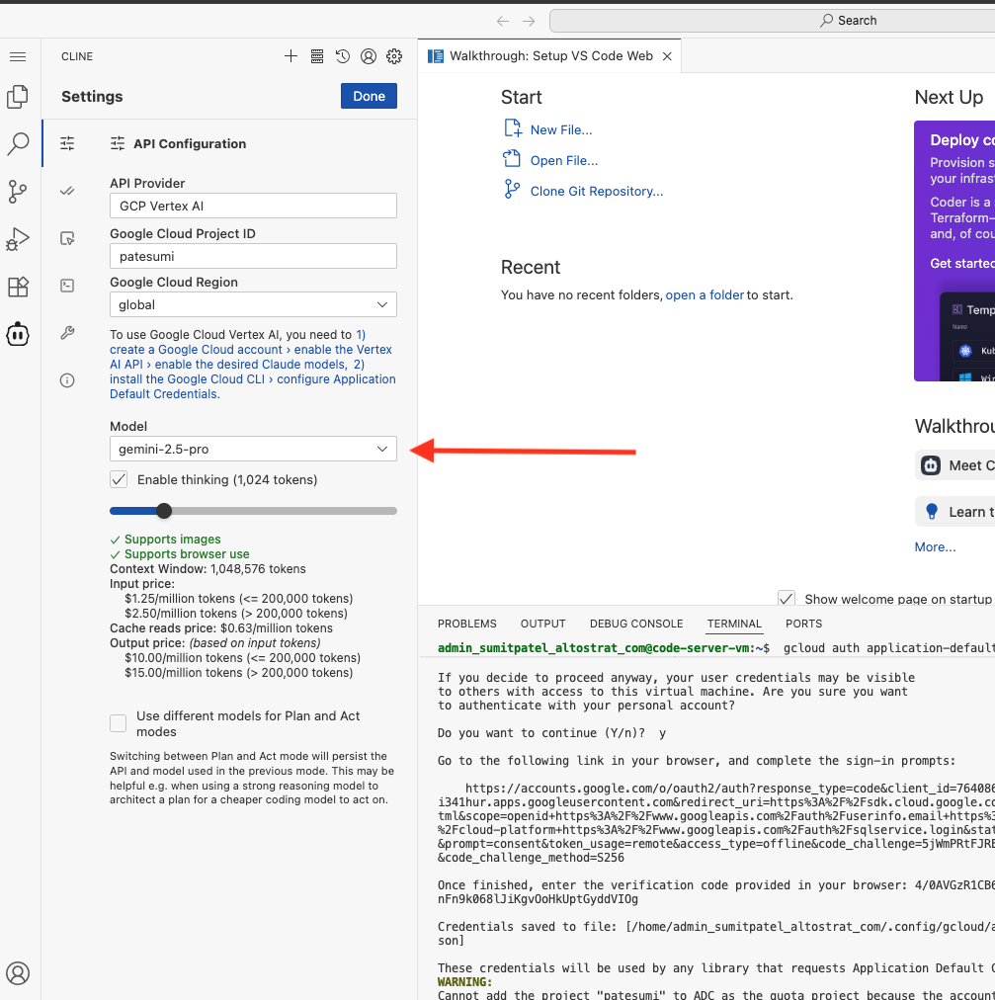 Search
CLINE
Settings
Done
API Configuration
API Provider
GCP Vertex AI
Google Cloud Project ID
patesumi
Google Cloud Region
global
To use Google Cloud Vertex AI, you need to 1)
create a Google Cloud account › enable the Vertex
AI API › enable the desired Claude models, 2)
install the Google Cloud CLI › configure Application
Default Credentials.
Model
gemini-2.5-pro
Enable thinking (1,024 tokens)
✓ Supports images
✓ Supports browser use
Context Window: 1,048,576 tokens
Input price:
$1.25/million tokens (<= 200,000 tokens)
$2.50/million tokens (> 200,000 tokens)
Cache reads price: $0.63/million tokens
Output price: (based on input tokens)
$10.00/million tokens (<= 200,000 tokens)
$15.00/million tokens (> 200,000 tokens)
Use different models for Plan and Act
modes
Switching between Plan and Act mode will persist the
API and model used in the previous mode. This may be
helpful e.g. when using a strong reasoning model to
architect a plan for a cheaper coding model to act on.
Walkthrough: Setup VS Code Web
Start
New File...
Open File...
Clone Git Repository...
Recent
You have no recent folders, open a folder to start.
Next Up
Deploy co
Provision s
your infras
Coder is a
Terraform-
and, of cou
Get started
Temp
Name
Kub
Win
Walkthrou
Meet C
Learn t
More...
Show welcome page on startup
PROBLEMS OUTPUT DEBUG CONSOLE TERMINAL PORTS
admin_sumitpatel_altostrat_com@code-server-vm:~$ gcloud auth application-default
If you decide to proceed anyway, your user credentials may be visible
to others with access to this virtual machine. Are you sure you want
to authenticate with your personal account?
Do you want to continue (Y/n)? y
Go to the following link in your browser, and complete the sign-in prompts:
https://accounts.google.com/o/oauth2/auth?response_type=code&client_id=764086
i341hur.apps.googleusercontent.com&redirect_uri=https%3A%2F%2Fsdk.cloud.google.co
tml&scope=openid+https%3A%2F%2Fwww.googleapis.com%2Fauth%2Fuserinfo.email+https%3
%2Fcloud-platform+https%3A%2F%2Fwww.googleapis.com%2Fauth%2Fsqlservice.login&stat
&prompt=consent&token_usage=remote&access_type=offline&code_challenge=5jWmPRtFJRE
&code_challenge_method=S256
Once finished, enter the verification code provided in your browser: 4/0AVGzR1CB6
nFn9k068lJiKgvOoHkUptGyddVIOg
Credentials saved to file: [/home/admin_sumitpatel_altostrat_com/.config/gcloud/a
son]
These credentials will be used by any library that requests Application Default C
WARNING:
Cannot add the project "patesumi" to ADC as the quota project because the account